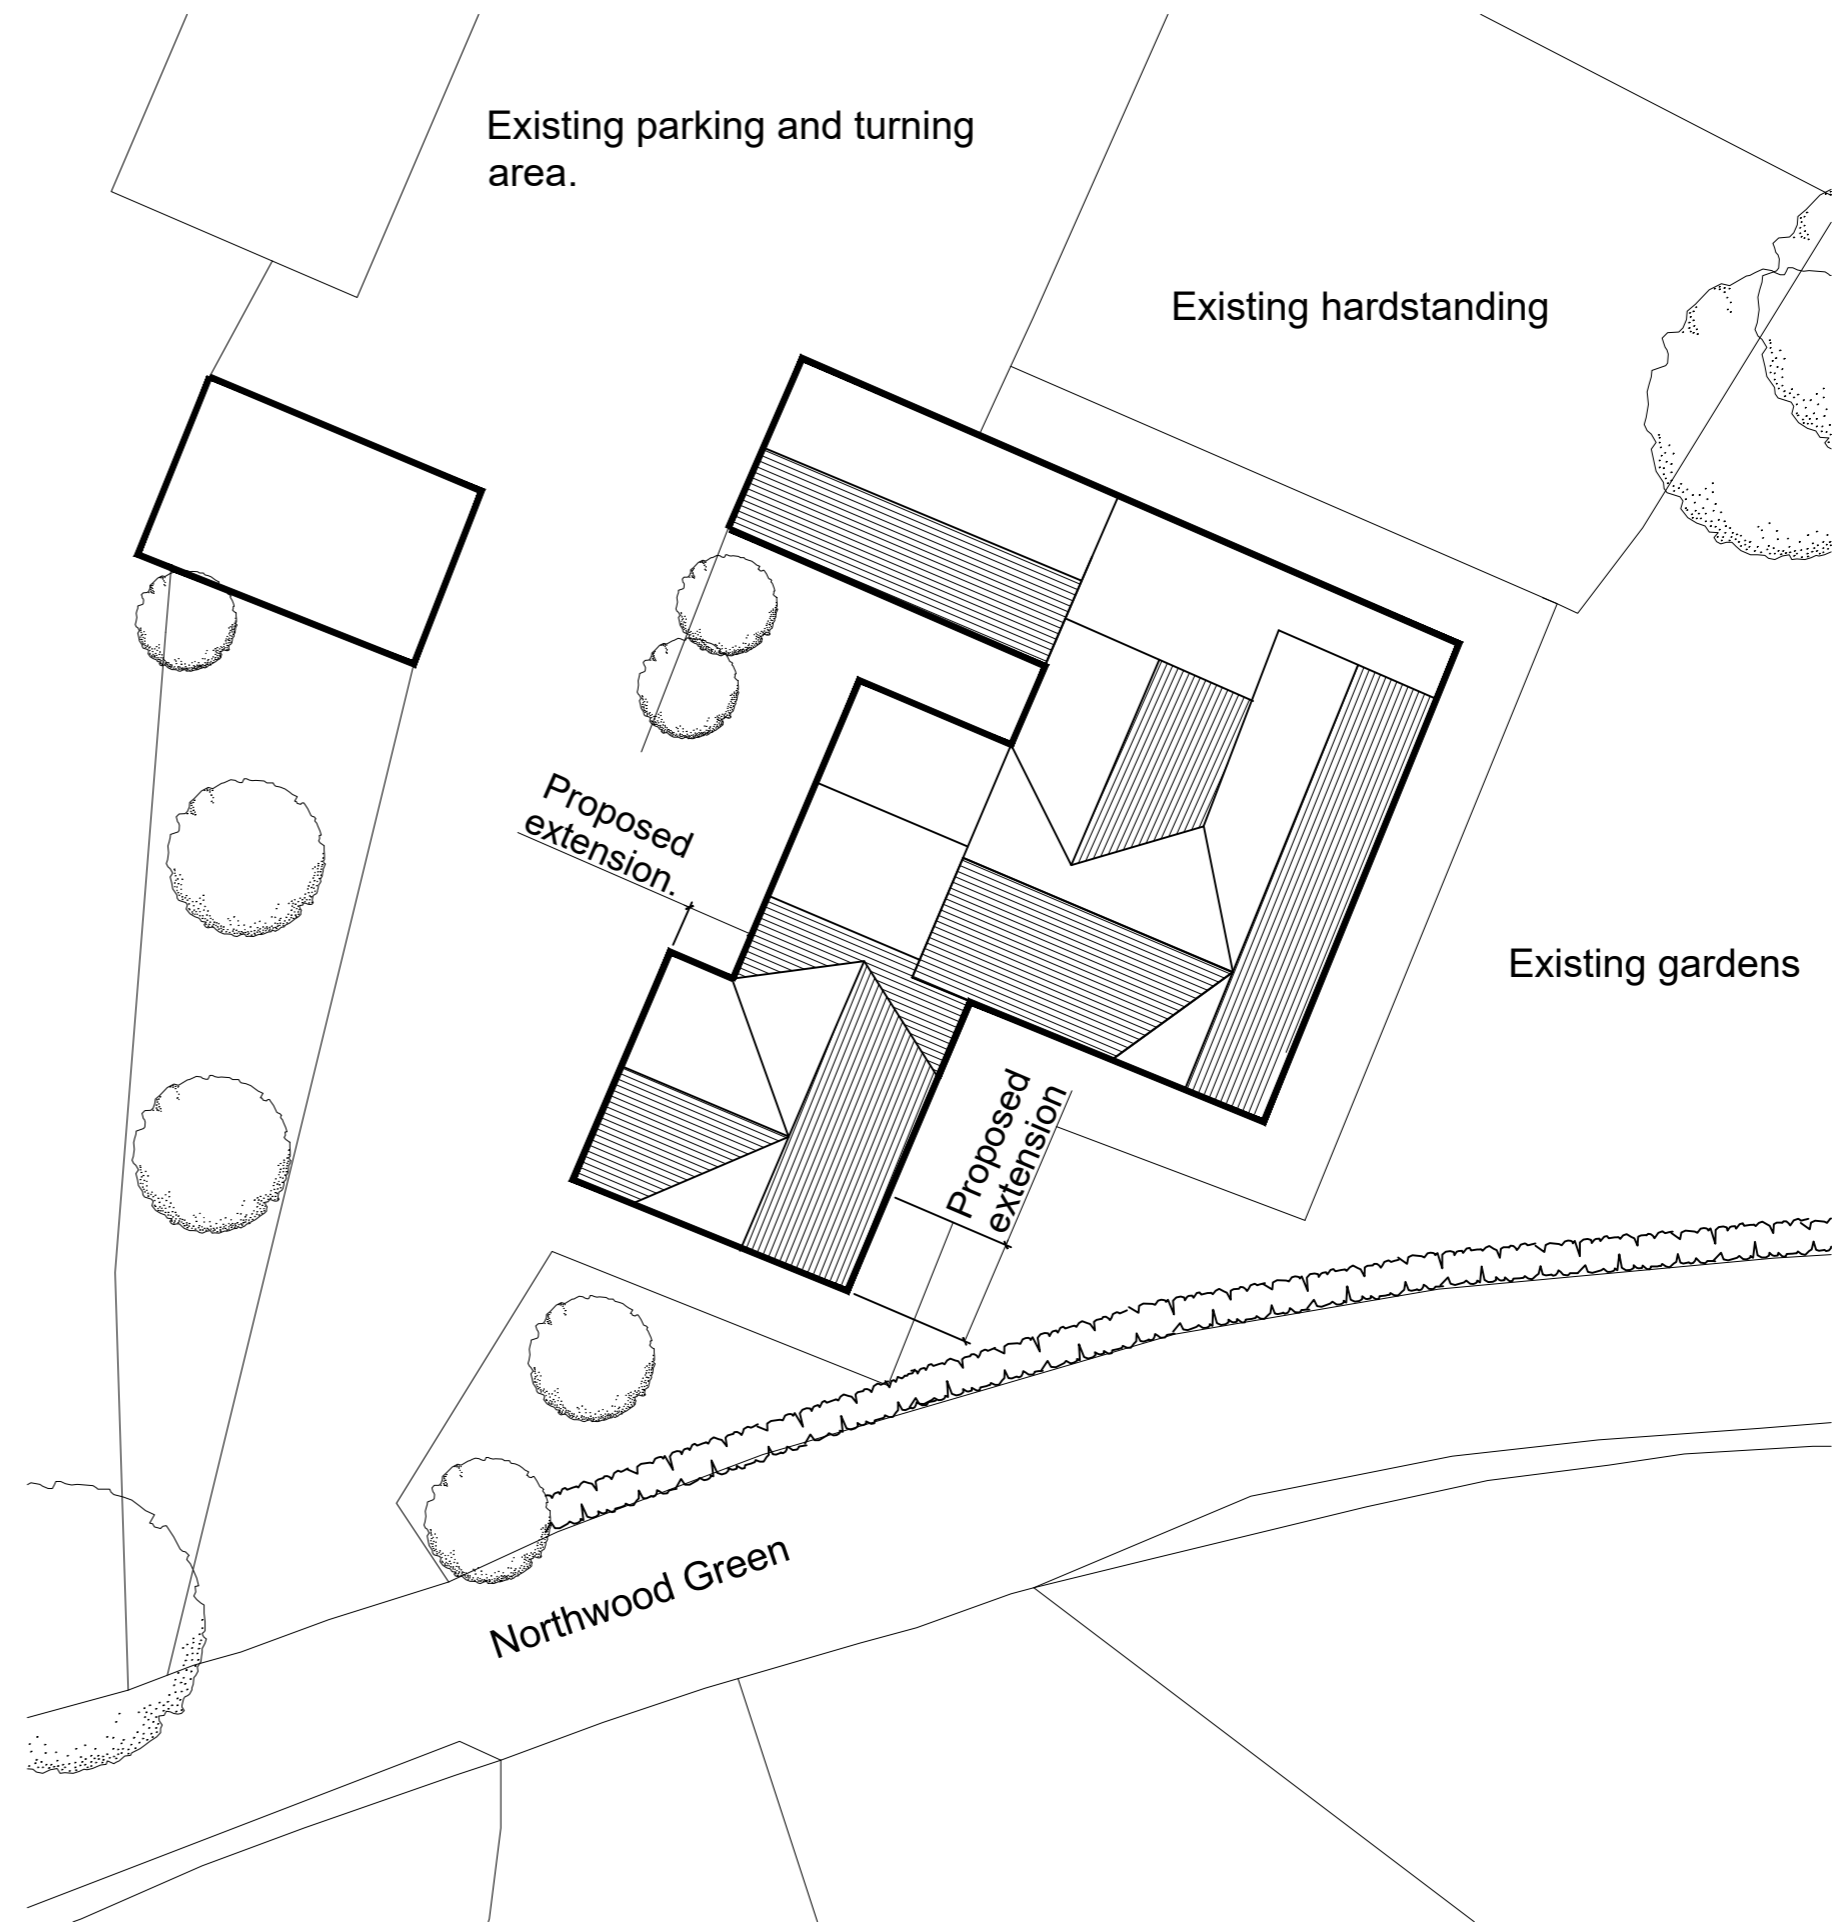 Existing parking and turning
area.
Existing hardstanding
Proposed
extension.
Existing gardens
Proposed
extension
Northwood Green